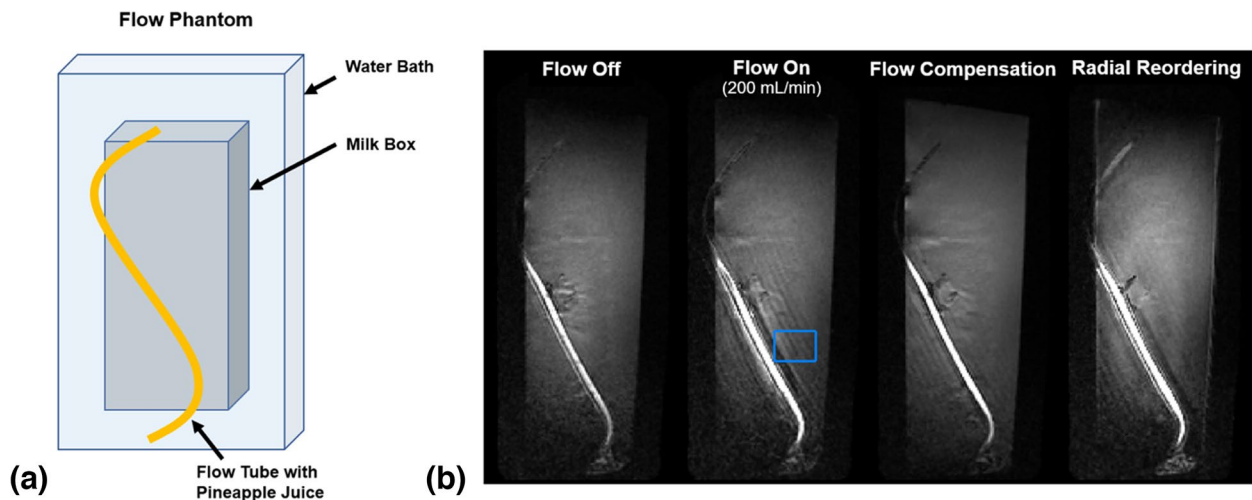 Flow Phantom
Water Bath
Milk Box
Flow Tube with
Pineapple Juice
(a)
Flow Off
Flow On
(200 mL/min)
Flow Compensation
Radial Reordering
(b)